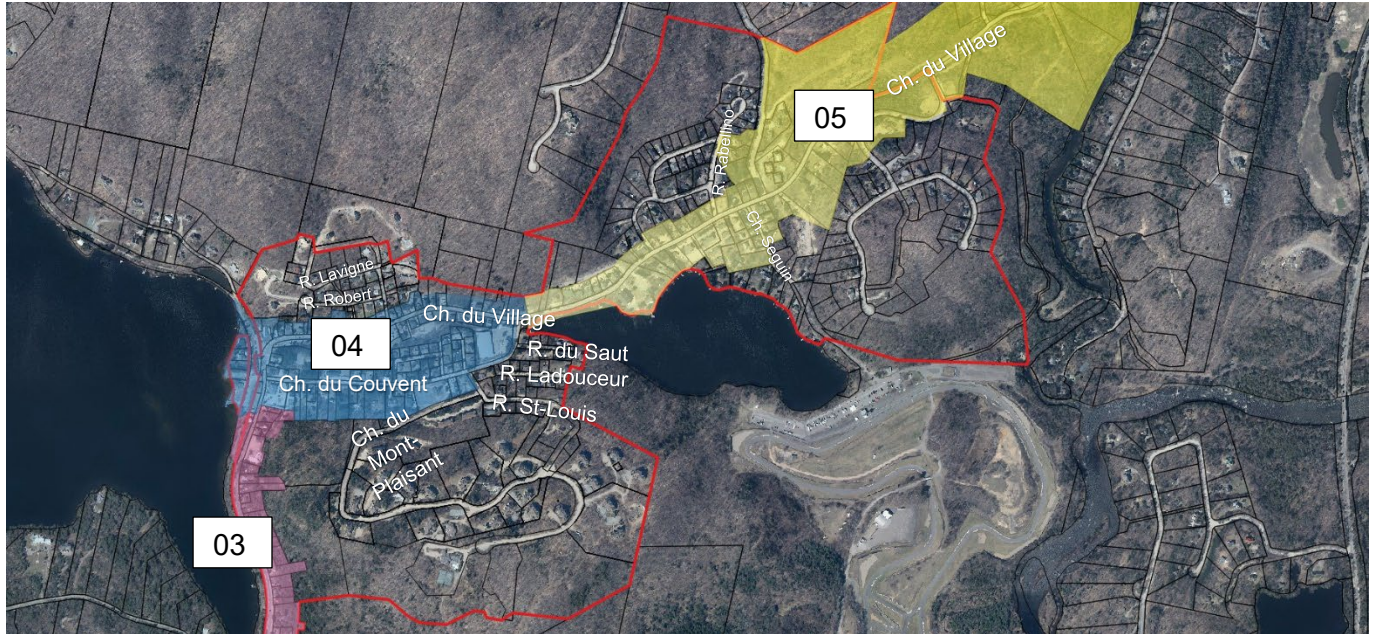 Ch. du Village
05
R. Rabellino
Ch. Séguin
R. Lavigne
R. Robert
Ch. du Village
04
R. du Saut
Ch. du Couvent
R. Ladouceur
R. St-Louis
Ch. du
Mont-
Plaisant
03